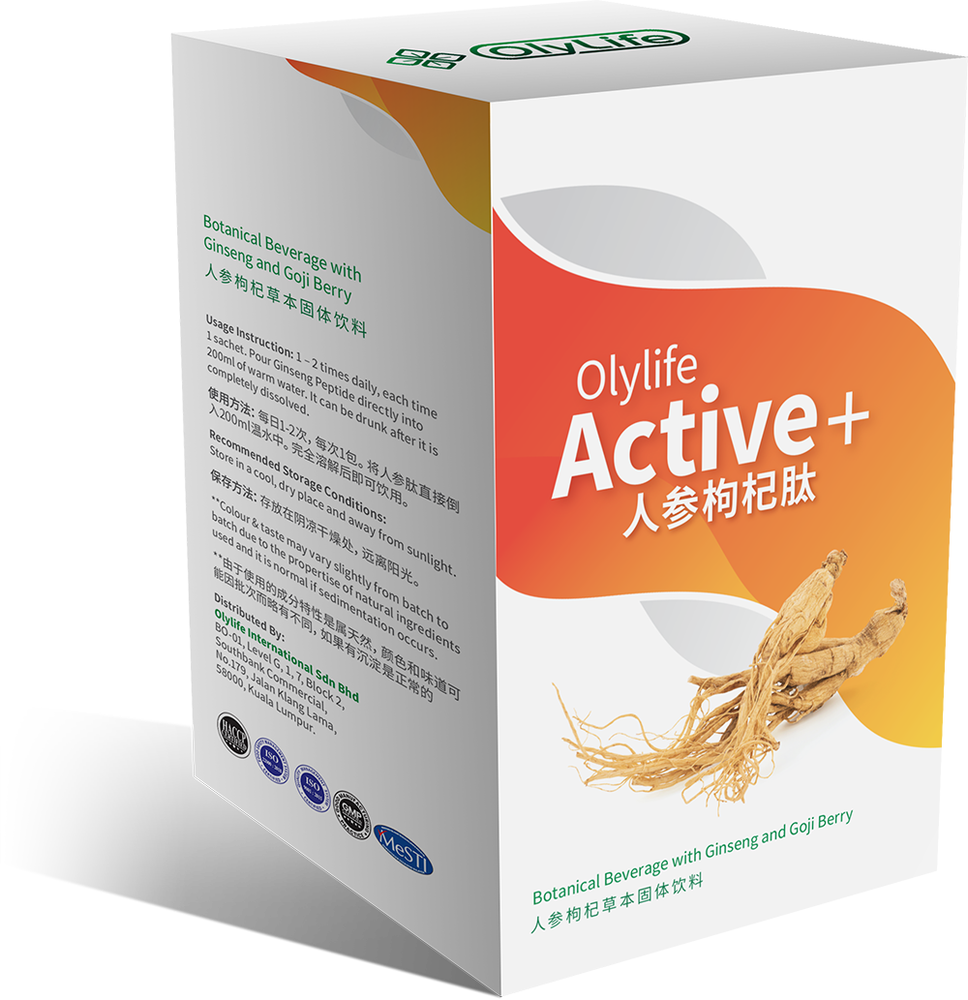 OlyLife
Olylife
Active+
人参枸杞肽
Botanical Beverage with Ginseng and Goji Berry
人参枸杞草本固体饮料
Botanical Beverage with
Ginseng and Goji Berry
人参枸杞草本固体饮料
Usage Instruction: 1 – 2 times daily, each time
1 sachet. Pour Ginseng Peptide directly into
200ml of warm water. It can be drunk after it is
completely dissolved.
使用方法: 每日1-2次，每次1包。将人参肽直接倒
入200ml温水中。完全溶解后即可饮用。
Recommended Storage Conditions:
Store in a cool, dry place and away from sunlight.
保存方法: 存放在阴凉干燥处，远离阳光。
**Colour & taste may vary slightly from batch to
batch due to the propertise of natural ingredients
used and it is normal if sedimentation occurs.
**由于使用的成分特性是属天然，颜色和味道可
能因批次而略有不同，如果有沉淀是正常的
Distributed By:
Olylife International Sdn Bhd
BO-01, Level G, 1, 7, Block 2,
Southbank Commercial,
No.179, Jalan Klang Lama,
58000, Kuala Lumpur.
HACCP
ISO
ISO
GMP
MeSTI